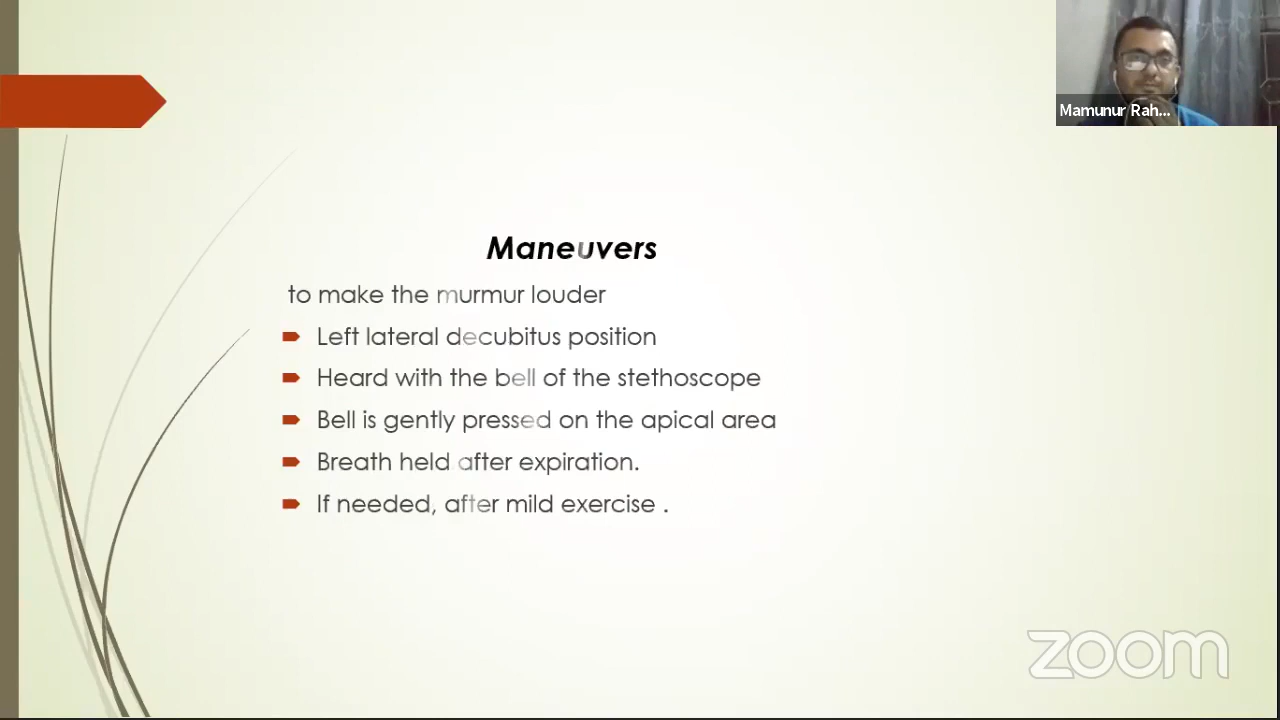 Mamunur Rah...
Maneuvers
to make the murmur louder
Left lateral decubitus position
Heard with the bell of the stethoscope
Bell is gently pressed on the apical area
Breath held after expiration.
If needed, after mild exercise .
zoom